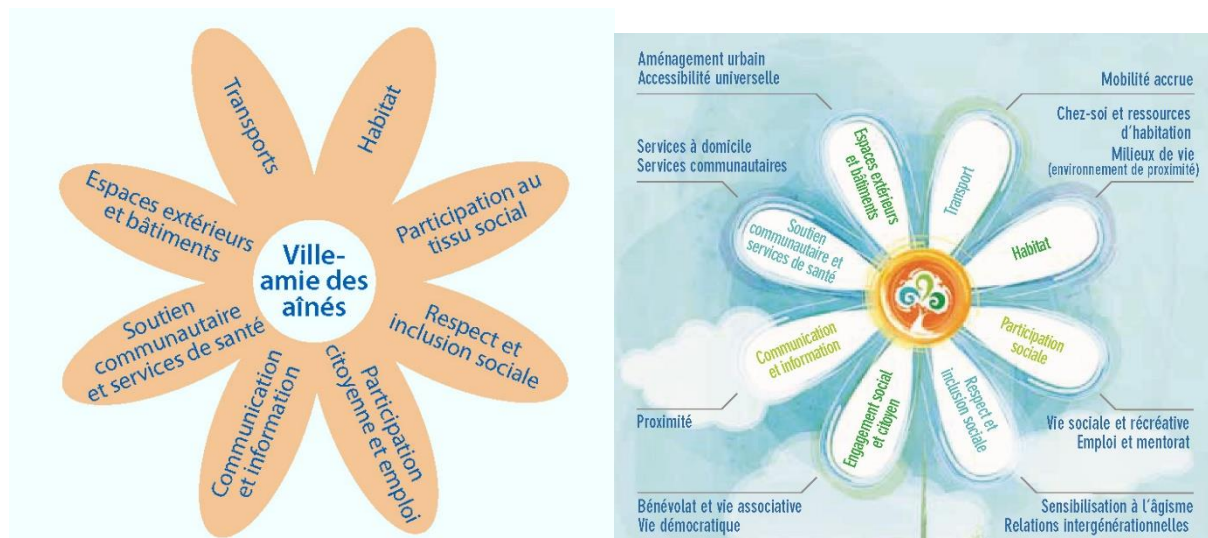 Transports
Habitat
Participation au
tissu social
Respect et
inclusion sociale
Participation
citoyenne et emploi
Communication
et information
Soutien
communautaire
et services de santé
Espaces extérieurs
et bâtiments
Ville-
amie des
aînés
Aménagement urbain
Accessibilité universelle
Services à domicile
Services communautaires
Proximité
Bénévolat et vie associative
Vie démocratique
Espaces extérieurs
et bâtiments
Transport
Habitat
Participation
sociale
Respect et
inclusion sociale
Engagement social
et citoyen
Communication
et information
Soutien
communautaire et
services de santé
Mobilité accrue
Chez-soi et ressources
d'habitation
Milieux de vie
(environnement de proximité)
Vie sociale et récréative
Emploi et mentorat
Sensibilisation à l'âgisme
Relations intergénérationnelles